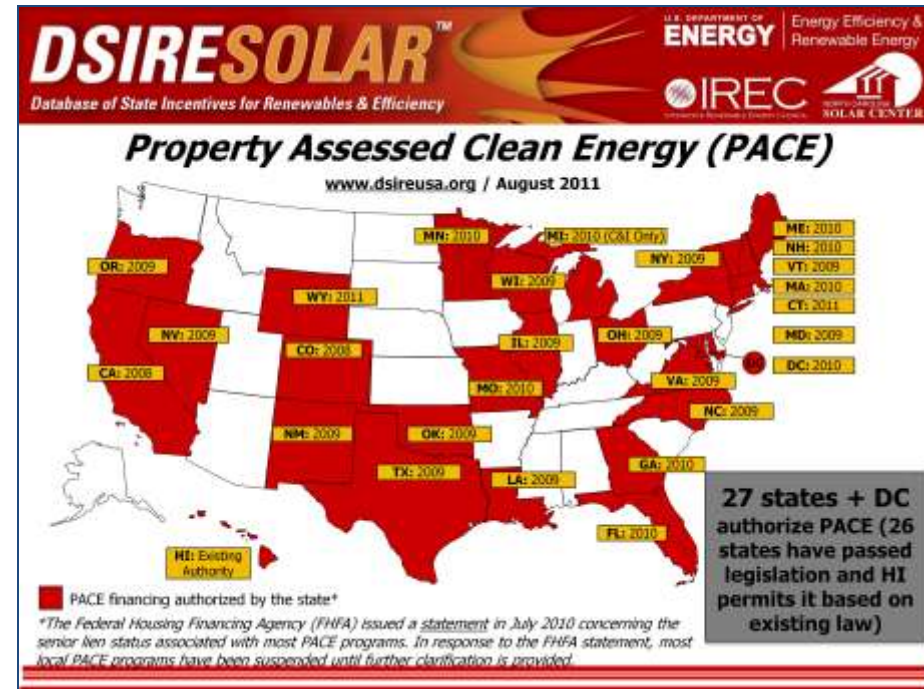 DSIRESOLAR™
Database of State Incentives for Renewables & Efficiency
U.S. DEPARTMENT OF
ENERGY
Energy Efficiency &
Renewable Energy
IREC
NORTH CAROLINA
SOLAR CENTER
Property Assessed Clean Energy (PACE)
www.dsireusa.org / August 2011
MN: 2010
MI: 2010 (C&I Only)
ME: 2010
NH: 2010
NY: 2009
VT: 2009
OR: 2009
WI: 2009
MA: 2010
WY: 2011
CT: 2011
NV: 2009
OH: 2009
MD: 2009
IL: 2009
CO: 2008
DC: 2010
CA: 2008
VA: 2009
MO: 2010
NC: 2009
NM: 2009
OK: 2009
GA: 2010
TX: 2009
LA: 2009
FL: 2010
HI: Existing
Authority
27 states + DC
authorize PACE (26
states have passed
legislation and HI
permits it based on
existing law)
PACE financing authorized by the state*
*The Federal Housing Financing Agency (FHFA) issued a statement in July 2010 concerning the
senior lien status associated with most PACE programs. In response to the FHFA statement, most
local PACE programs have been suspended until further clarification is provided.